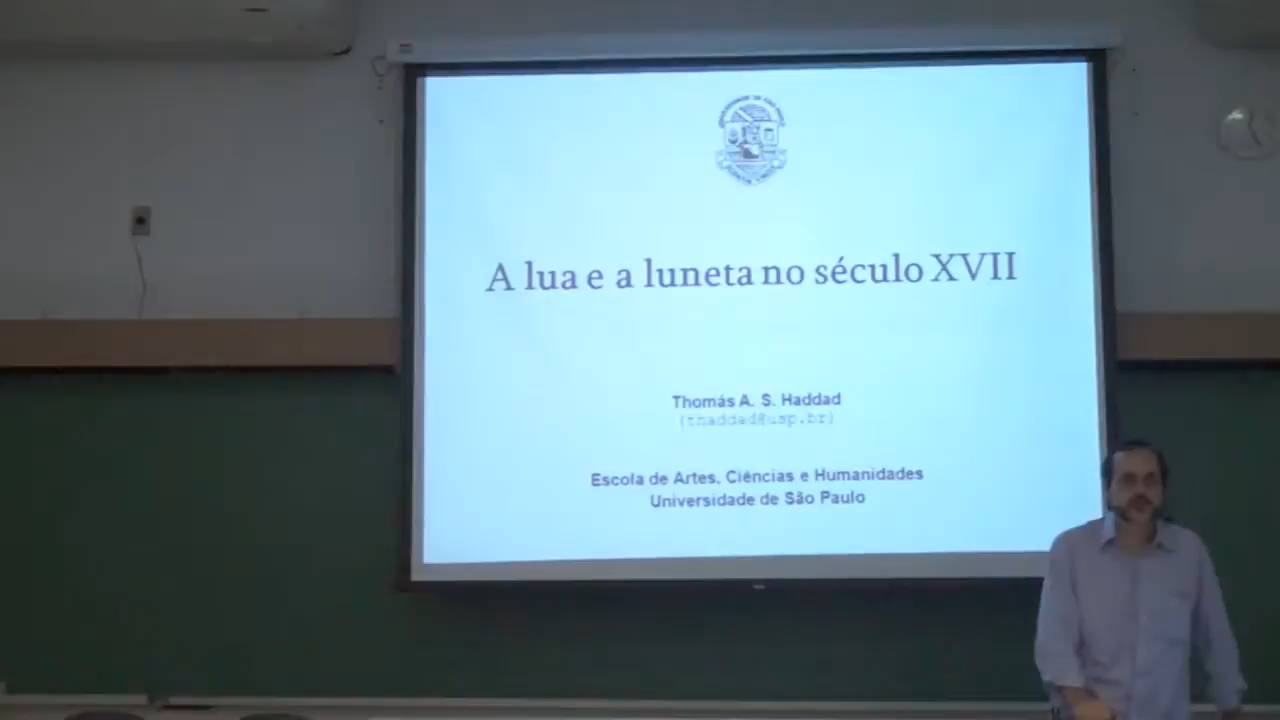 A lua e a luneta no século XVII
Thomás A. S. Haddad
(thaddad@usp.br)
Escola de Artes, Ciências e Humanidades
Universidade de São Paulo